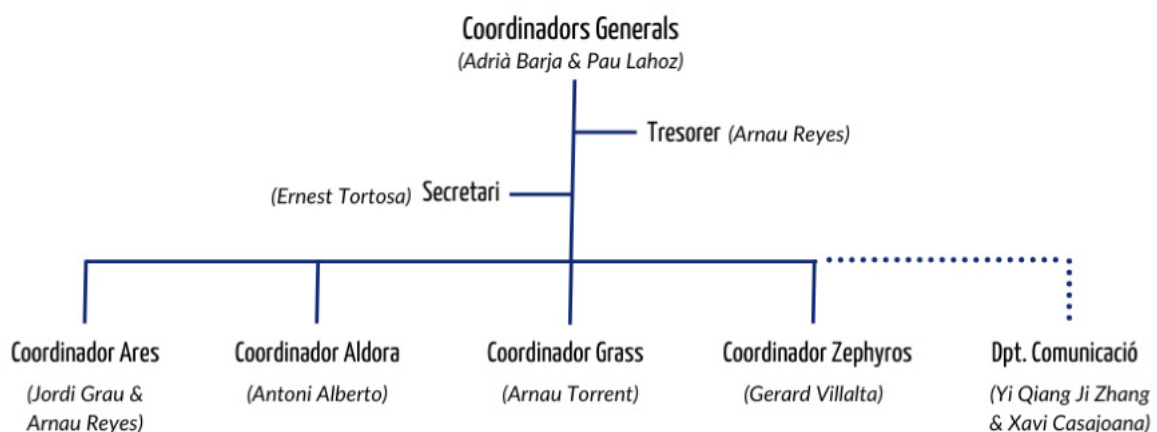 Coordinadors Generals
(Adrià Barja & Pau Lahoz)
Tresorer (Arnau Reyes)
(Ernest Tortosa) Secretari
Coordinador Ares
(Jordi Grau &
Arnau Reyes)
Coordinador Aldora
(Antoni Alberto)
Coordinador Grass
(Arnau Torrent)
Coordinador Zephyros
(Gerard Villalta)
Dpt. Comunicació
(Yi Qiang Ji Zhang
& Xavi Casajoana)